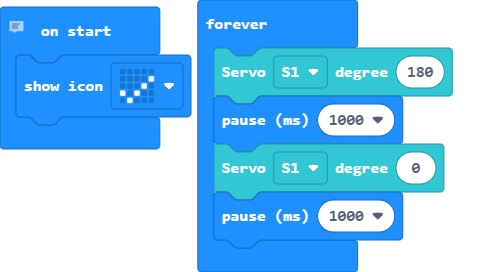 on start
show icon
forever
Servo S1 degree 180
pause (ms) 1000
Servo S1 degree 0
pause (ms) 1000